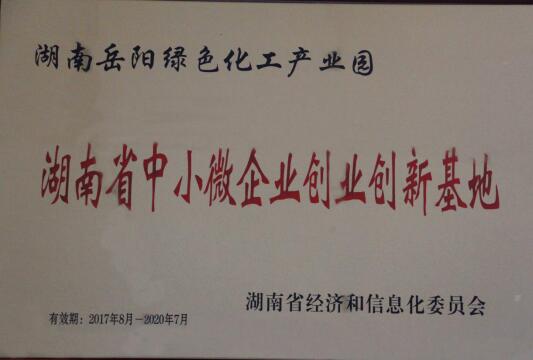 湖南岳阳绿色化工产业园
湖南省中小微企业创业创新基地
湖南省经济和信息化委员会
有效期：2017年8月－2020年7月